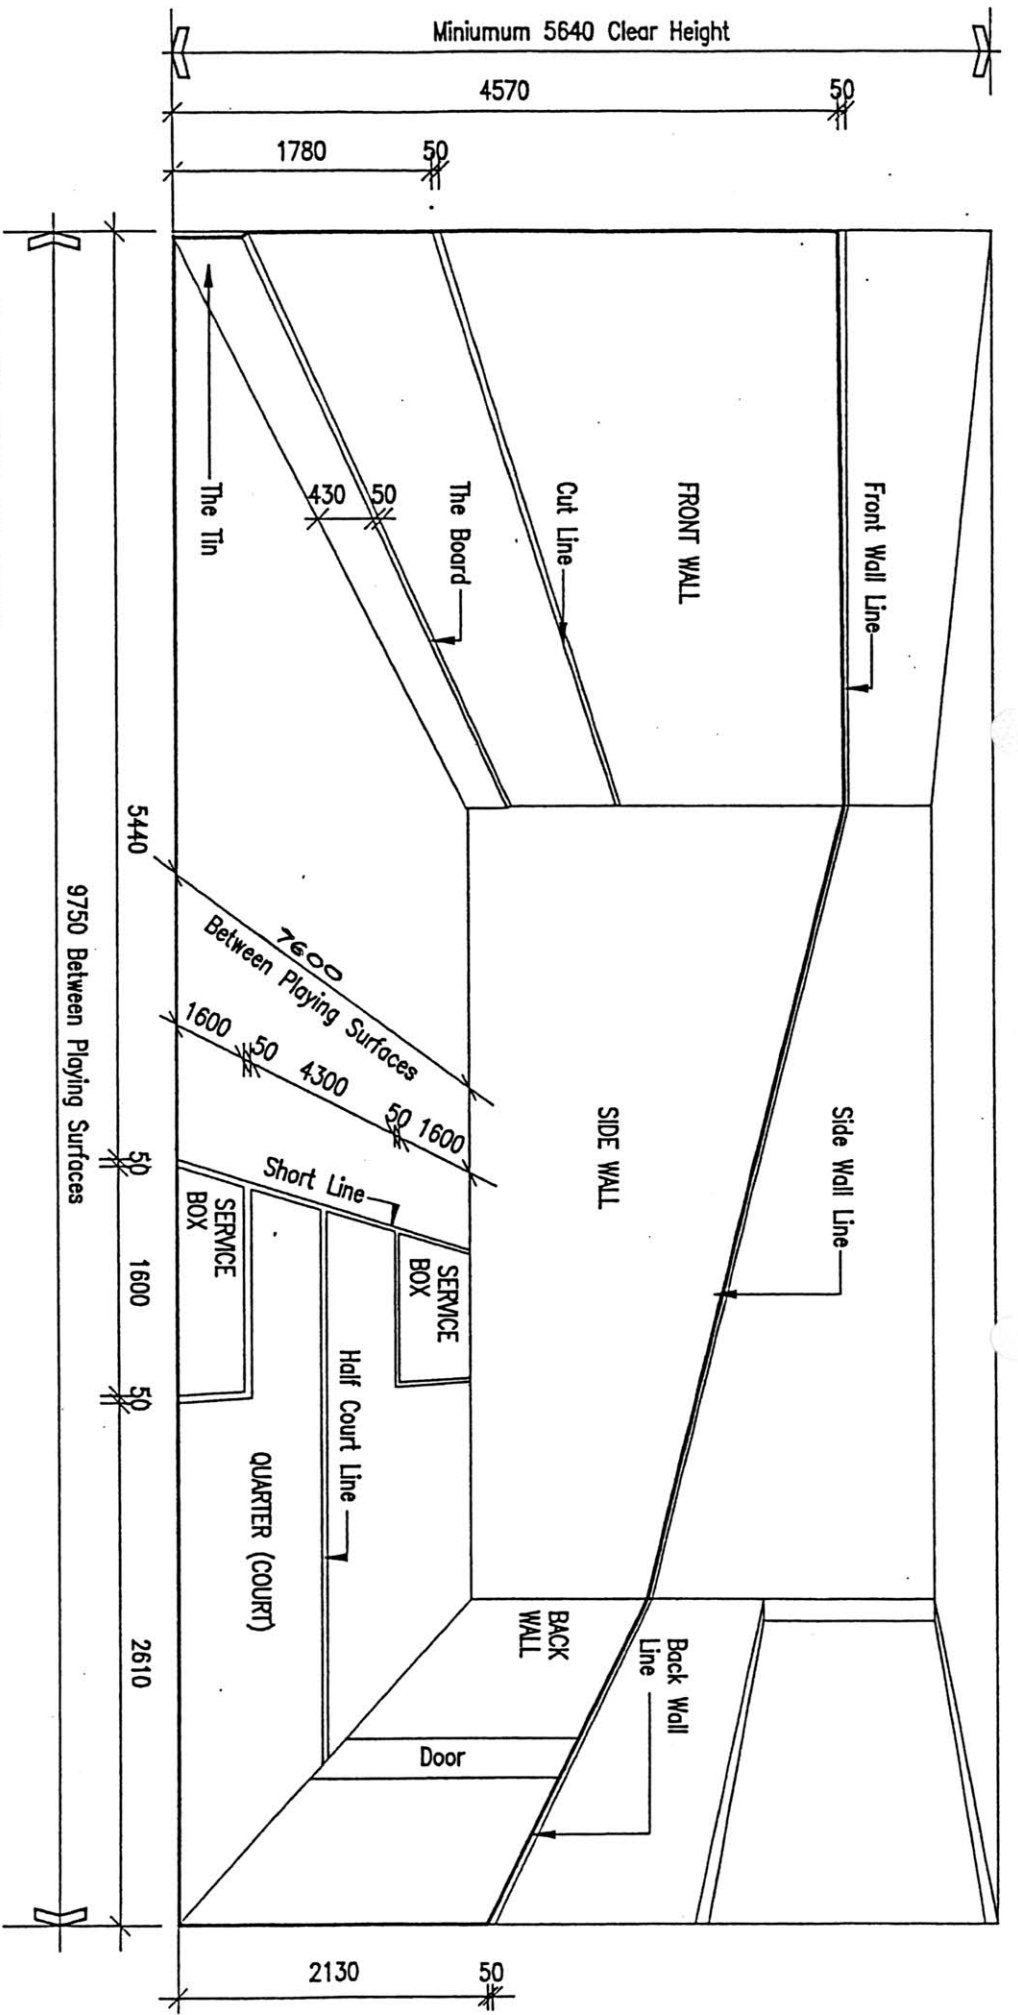 Miniumum 5640 Clear Height
4570
50
1780
50
Front Wall Line
FRONT WALL
Cut Line
The Board
430
50
The Tin
Side Wall Line
SIDE WALL
7600
Between Playing Surfaces
1600
50
4300
50
1600
Short Line
SERVICE
BOX
SERVICE
BOX
Half Court Line
QUARTER (COURT)
BACK
WALL
Back Wall
Line
Door
5440
50
1600
50
2610
9750 Between Playing Surfaces
2130
50